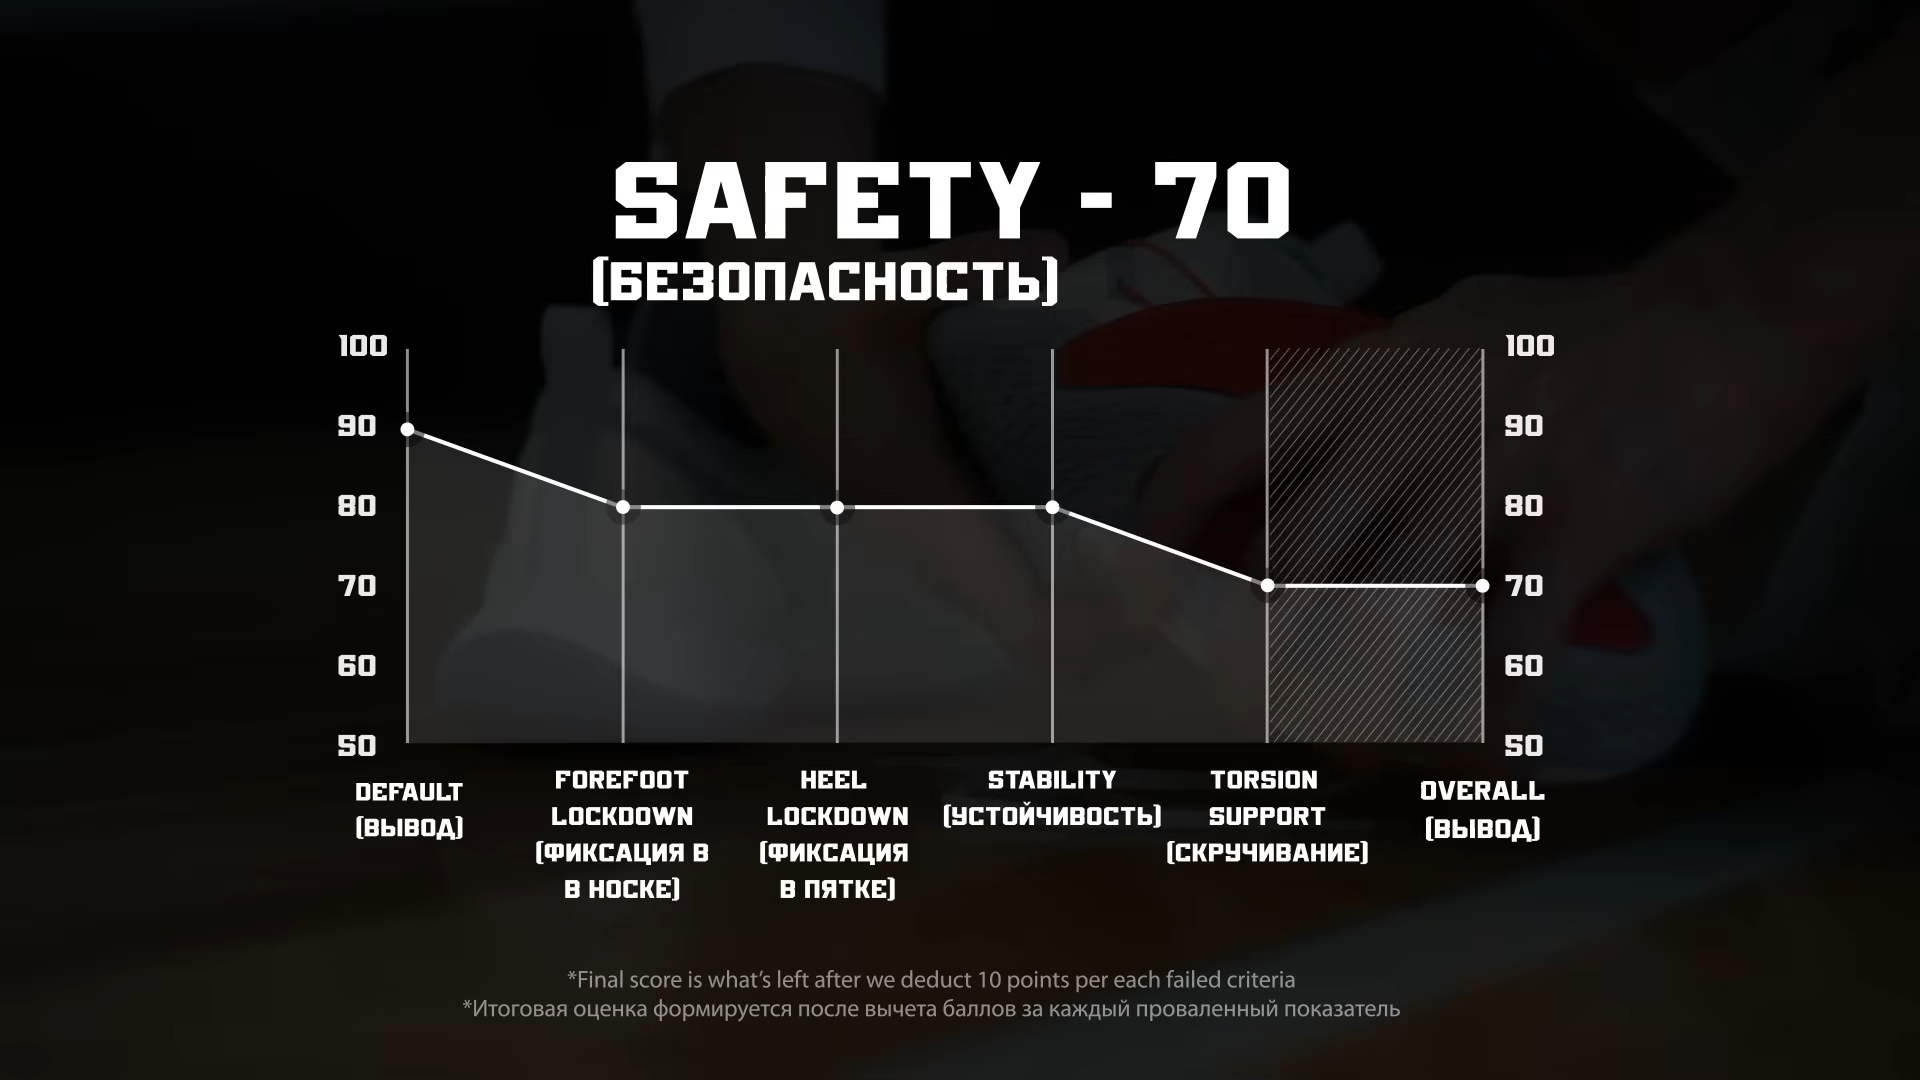 SAFETY - 70
(БЕЗОПАСНОСТЬ)
100
100
90
90
80
80
70
70
60
60
50
50
DEFAULT
(ВЫВОД)
FOREFOOT
LOCKDOWN
(ФИКСАЦИЯ В
В НОСКЕ)
HEEL
LOCKDOWN
(ФИКСАЦИЯ
В ПЯТКЕ)
STABILITY
(УСТОЙЧИВОСТЬ)
TORSION
SUPPORT
(СКРУЧИВАНИЕ)
OVERALL
(ВЫВОД)
*Final score is what’s left after we deduct 10 points per each failed criteria
*Итоговая оценка формируется после вычета баллов за каждый проваленный показатель